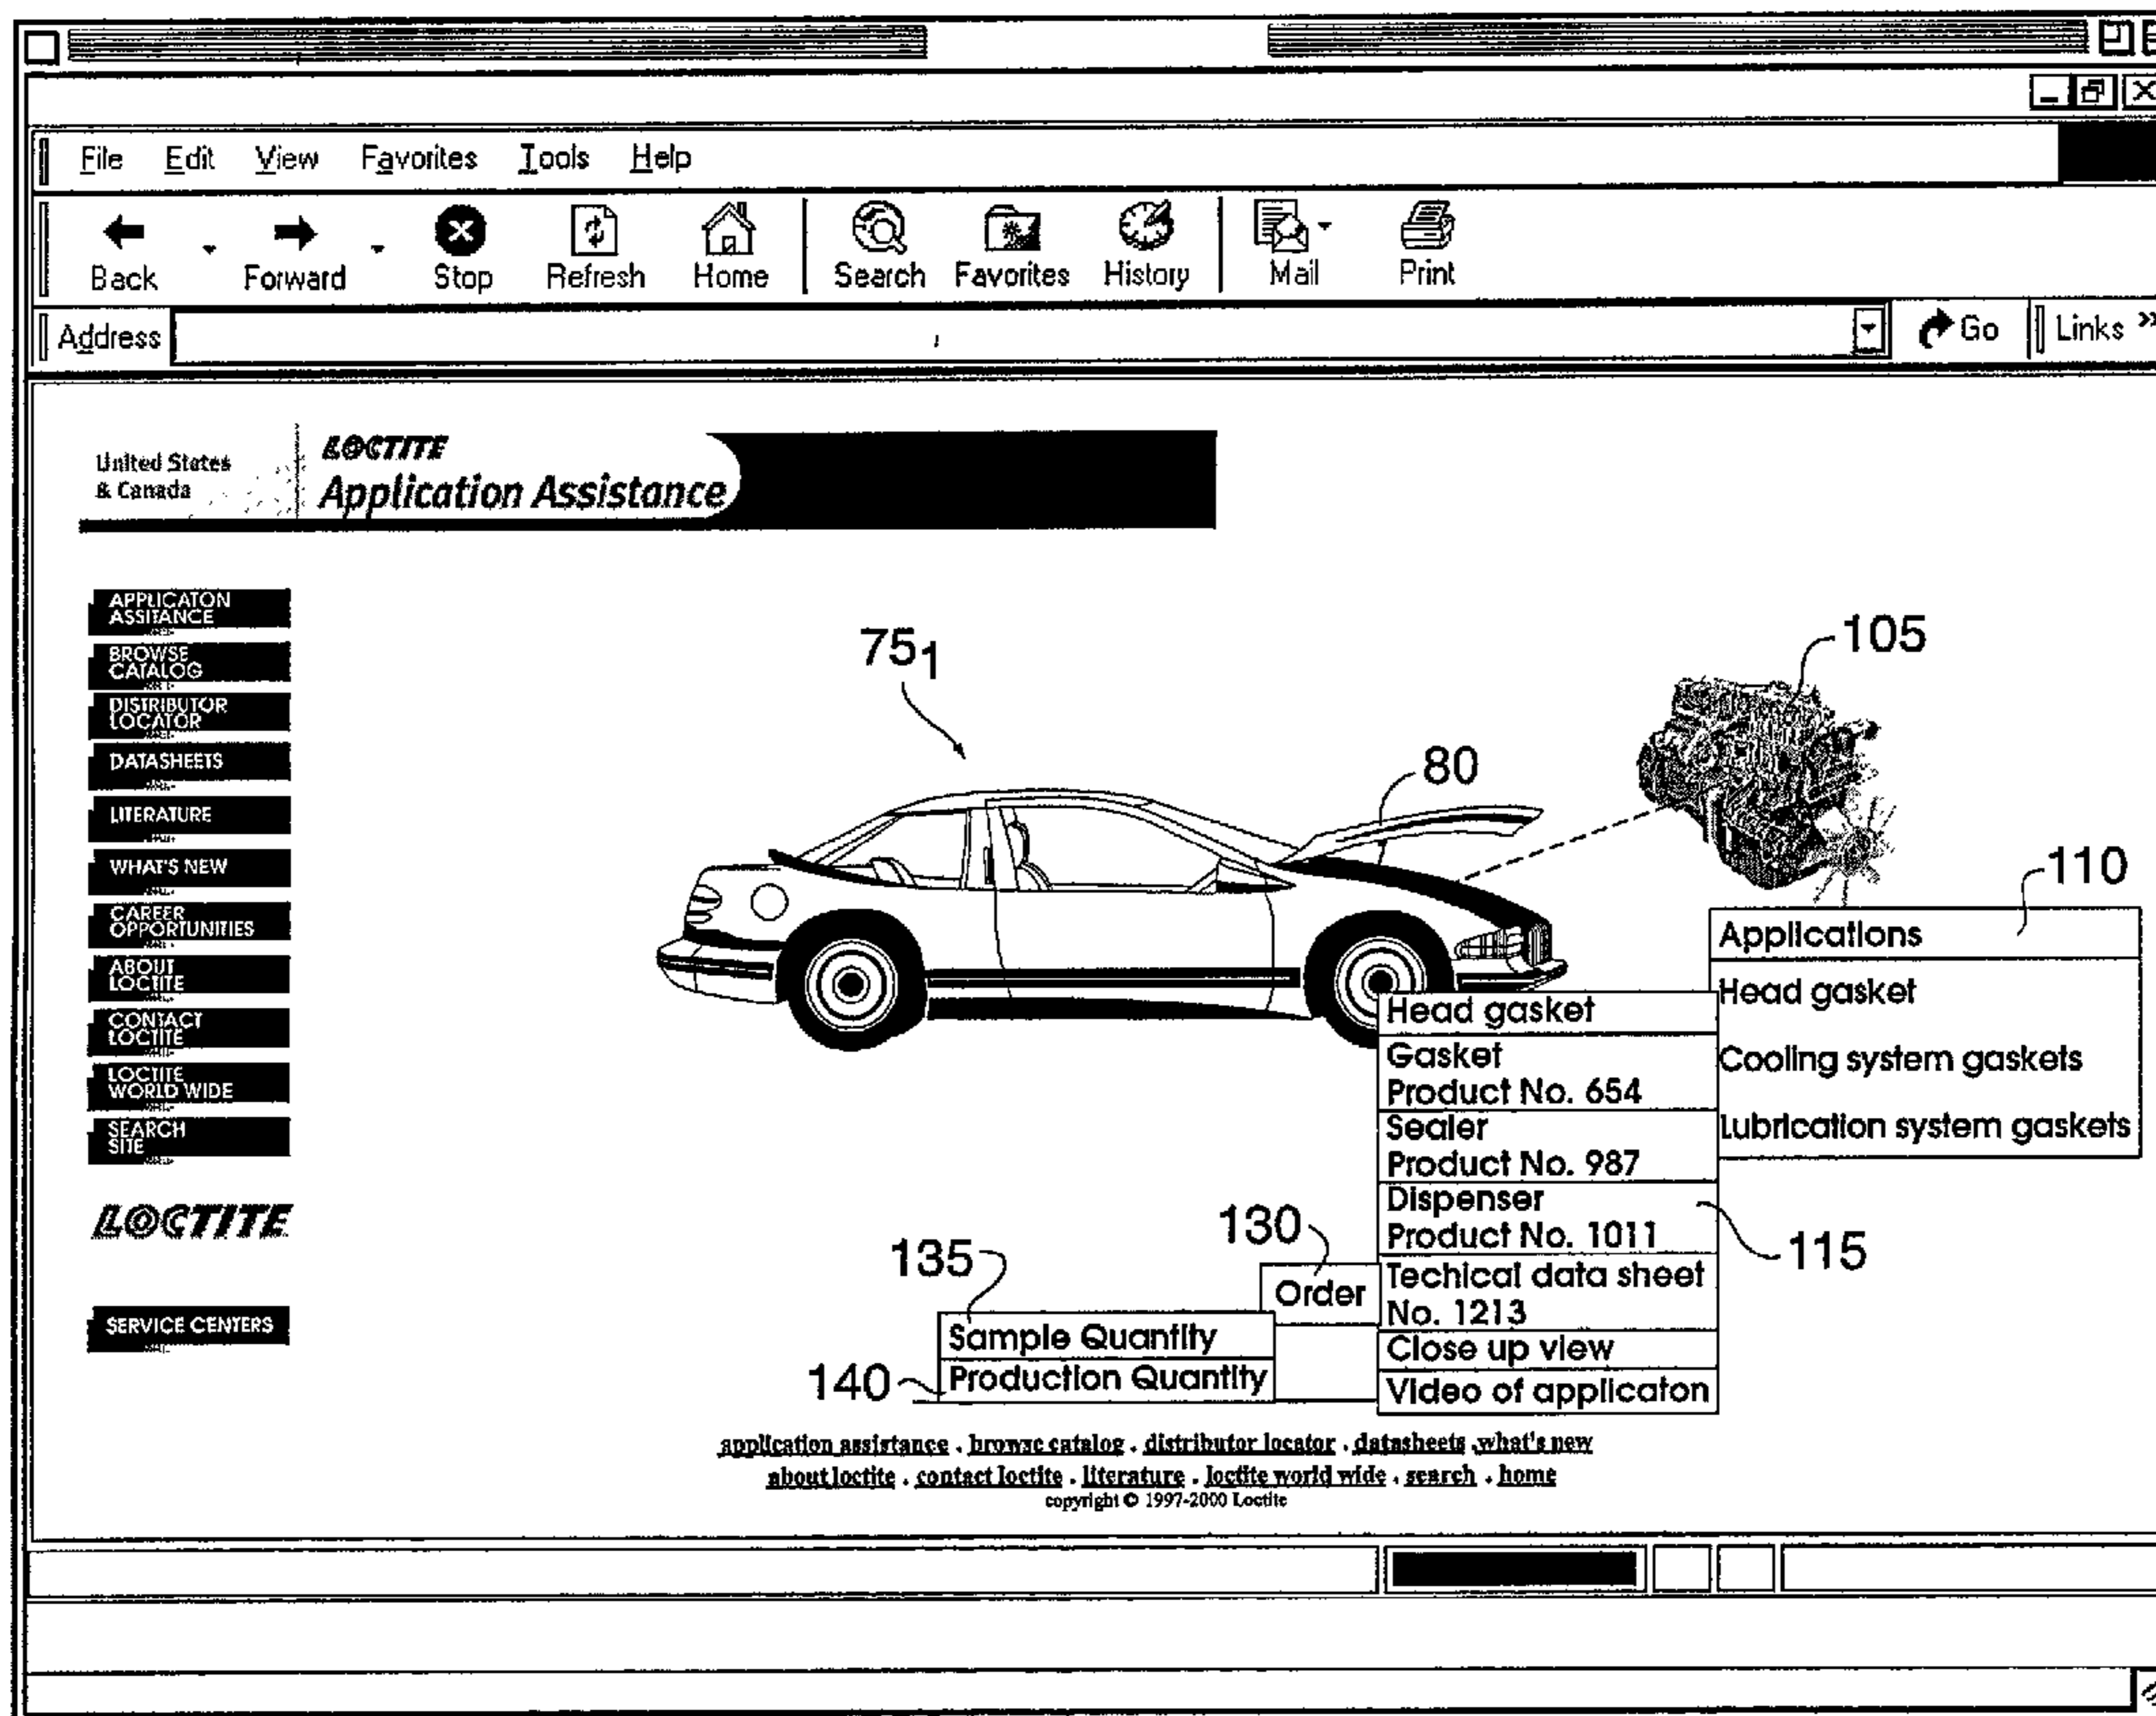 File Edit View Favorites Tools Help
Back Forward Stop Refresh Home Search Favorites History Mail Print
Address Go Links »
United States
& Canada
LOCTITE
Application Assistance
APPLICATON
ASSITANCE
BROWSE
CATALOG
DISTRIBUTOR
LOCATOR
DATASHEETS
LITERATURE
WHAT'S NEW
CAREER
OPPORTUNITIES
ABOUT
LOCTITE
CONTACT
LOCTITE
LOCTITE
WORLD WIDE
SEARCH
SITE
LOCTITE
SERVICE CENTERS
75₁
80
105
110
Applications
Head gasket
Cooling system gaskets
Lubrication system gaskets
Head gasket
Gasket
Product No. 654
Sealer
Product No. 987
Dispenser
Product No. 1011
Techical data sheet
No. 1213
Close up view
Video of applicaton
115
130
Order
135
Sample Quantity
140
Production Quantity
application assistance . browse catalog . distributor locator . datasheets . what's new
about loctite . contact loctite . literature . loctite world wide . search . home
copyright © 1997-2000 Loctite